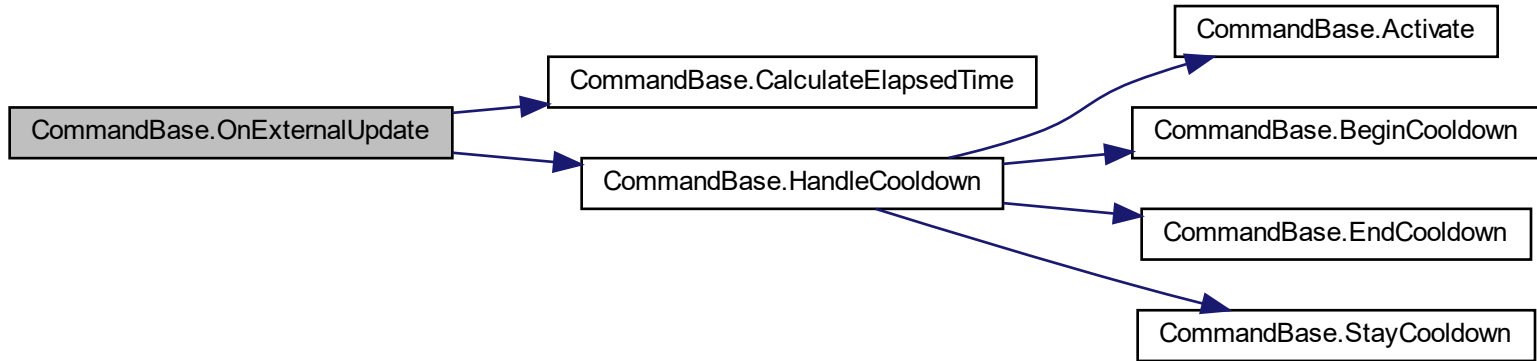 CommandBase.Activate
CommandBase.CalculateElapsedTime
CommandBase.OnExternalUpdate
CommandBase.BeginCooldown
CommandBase.HandleCooldown
CommandBase.EndCooldown
CommandBase.StayCooldown